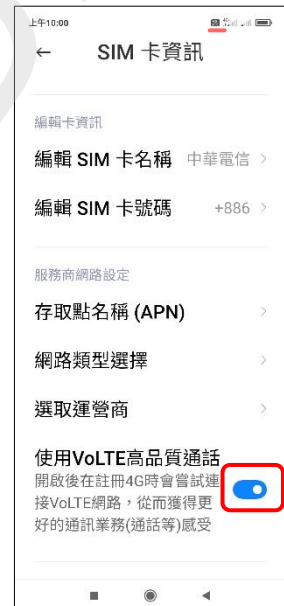 上午10:00
SIM 卡資訊
編輯卡資訊
編輯 SIM 卡名稱 中華電信
編輯 SIM 卡號碼 +886
服務商網路設定
存取點名稱 (APN)
網路類型選擇
選取運營商
使用VoLTE高品質通話
開啟後在註冊4G時會嘗試連
接VoLTE網路，從而獲得更
好的通訊業務(通話等)感受